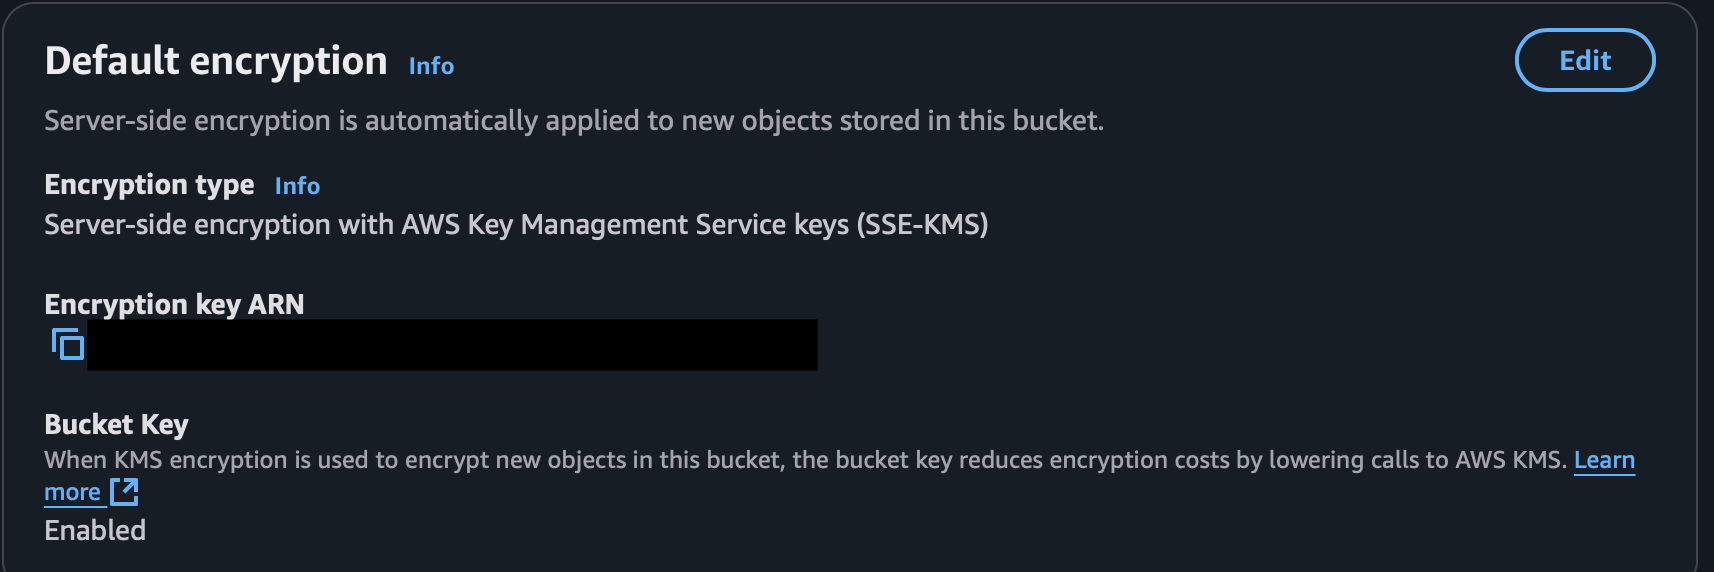 Default encryption Info
Edit
Server-side encryption is automatically applied to new objects stored in this bucket.
Encryption type Info
Server-side encryption with AWS Key Management Service keys (SSE-KMS)
Encryption key ARN
Bucket Key
When KMS encryption is used to encrypt new objects in this bucket, the bucket key reduces encryption costs by lowering calls to AWS KMS. Learn
more
Enabled